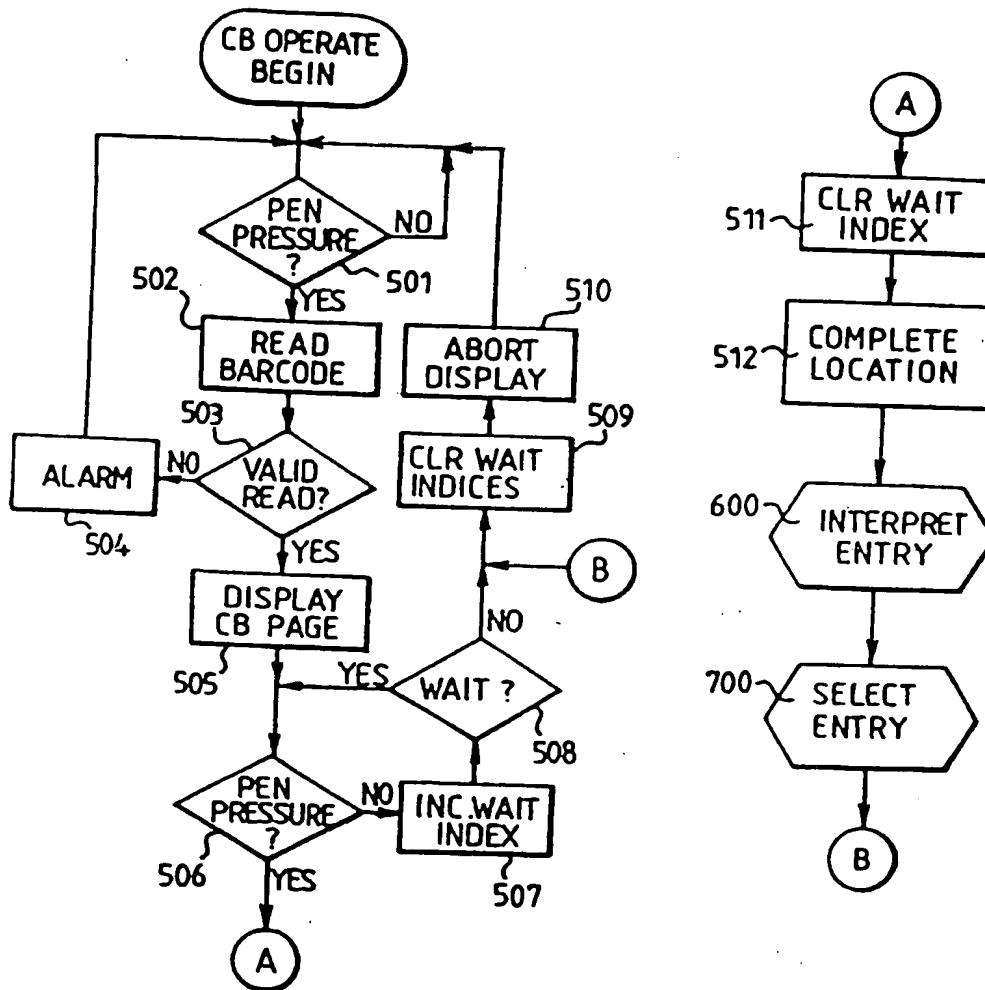 CB OPERATE
BEGIN
PEN
PRESSURE
?
NO
501
YES
502
READ
BARCODE
503
VALID
READ?
NO
ALARM
504
YES
DISPLAY
CB PAGE
505
PEN
PRESSURE
?
506
NO
YES
A
INC. WAIT
INDEX
507
WAIT ?
508
YES
NO
B
CLR WAIT
INDICES
509
ABORT
DISPLAY
510
A
CLR WAIT
INDEX
511
COMPLETE
LOCATION
512
600
INTERPRET
ENTRY
700
SELECT
ENTRY
B